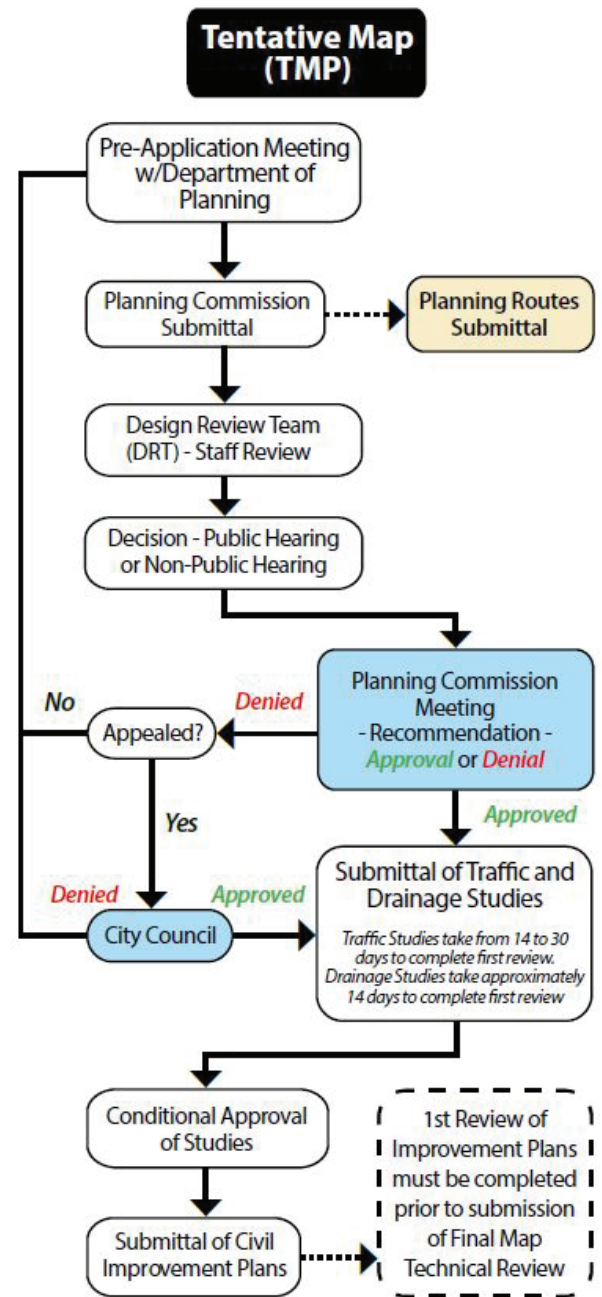 Tentative Map
(TMP)
Pre-Application Meeting
w/Department of
Planning
Planning Commission
Submittal
Planning Routes
Submittal
Design Review Team
(DRT) - Staff Review
Decision - Public Hearing
or Non-Public Hearing
Planning Commission
Meeting
- Recommendation -
Approval or Denial
Denied
No
Appealed?
Approved
Yes
Submittal of Traffic and
Drainage Studies
Traffic Studies take from 14 to 30
days to complete first review.
Drainage Studies take approximately
14 days to complete first review
Denied
Approved
City Council
Conditional Approval
of Studies
Submittal of Civil
Improvement Plans
1st Review of
Improvement Plans
must be completed
prior to submission
of Final Map
Technical Review